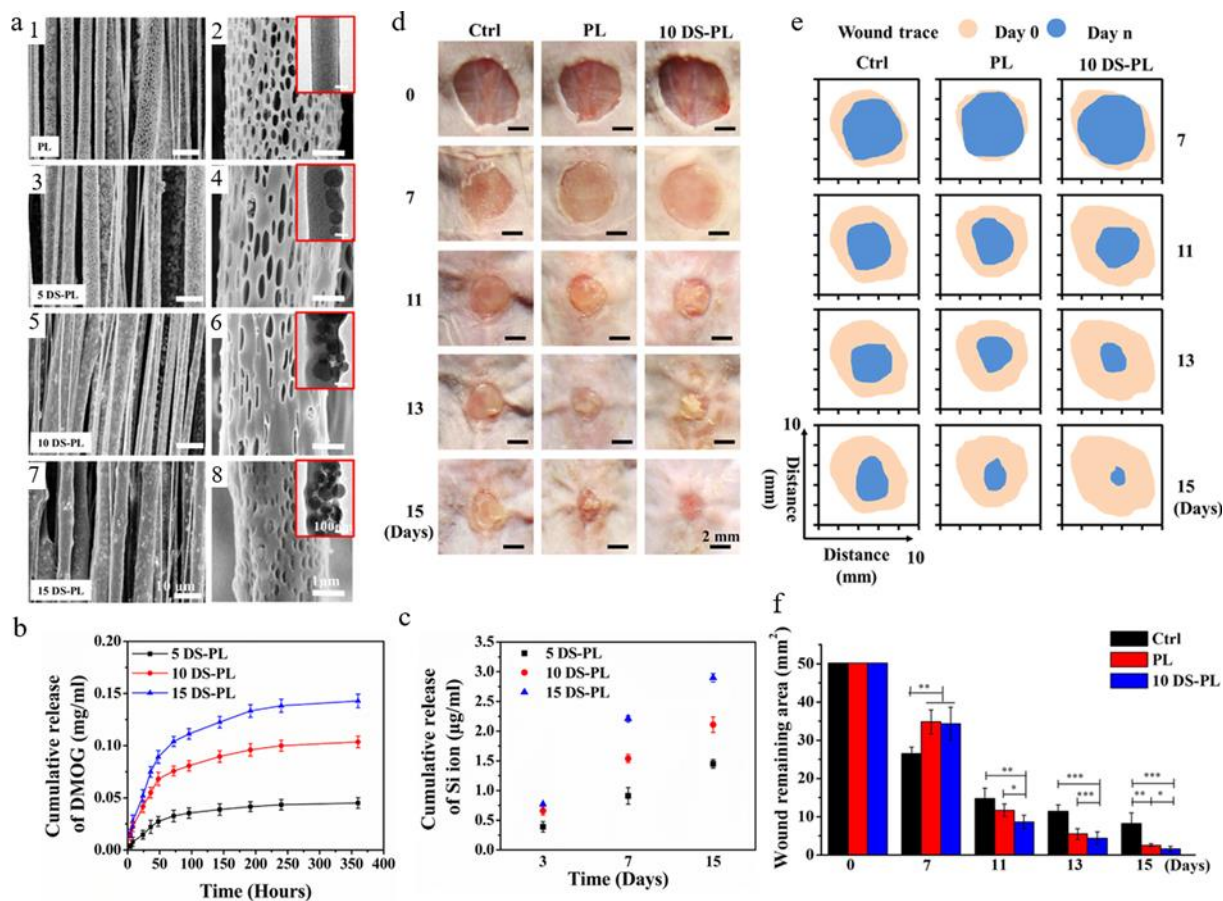 a
1
2
PL
3
4
5 DS-PL
5
6
10 DS-PL
7
8
100nm
15 DS-PL
10 μm
1μm
d
Ctrl PL 10 DS-PL
0
7
11
13
15
(Days)
2 mm
e
Wound trace Day 0 Day n
Ctrl PL 10 DS-PL
7
11
13
15
(Days)
10
Distance
(mm)
Distance
(mm)
10
b
Cumulative release
of DMOG (mg/ml)
0.20
0.15
0.10
0.05
0.00
5 DS-PL
10 DS-PL
15 DS-PL
0 50 100 150 200 250 300 350 400
Time (Hours)
c
Cumulative release
of Si ion (μg/ml)
3.5
3.0
2.5
2.0
1.5
1.0
0.5
0.0
5 DS-PL
10 DS-PL
15 DS-PL
3 7 15
Time (Days)
f
Wound remaining area (mm²)
50
40
30
20
10
0
Ctrl
PL
10 DS-PL
**
**
*
***
***
***
** *
0 7 11 13 15 (Days)